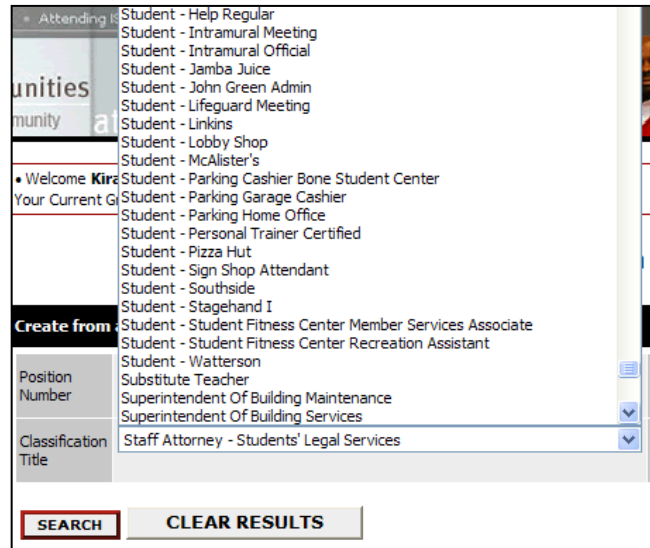 Attending IS
Student - Help Regular
Student - Intramural Meeting
Student - Intramural Official
Student - Jamba Juice
Student - John Green Admin
Student - Lifeguard Meeting
Student - Linkins
Student - Lobby Shop
Student - McAlister's
Student - Parking Cashier Bone Student Center
Student - Parking Garage Cashier
Student - Parking Home Office
Student - Personal Trainer Certified
Student - Pizza Hut
Student - Sign Shop Attendant
Student - Southside
Student - Stagehand I
Student - Student Fitness Center Member Services Associate
Student - Student Fitness Center Recreation Assistant
Student - Watterson
Substitute Teacher
Superintendent Of Building Maintenance
Superintendent Of Building Services
unities
munity
at
• Welcome Kira
Your Current G
Create from a
Position
Number
Classification
Title
Staff Attorney - Students' Legal Services
SEARCH
CLEAR RESULTS